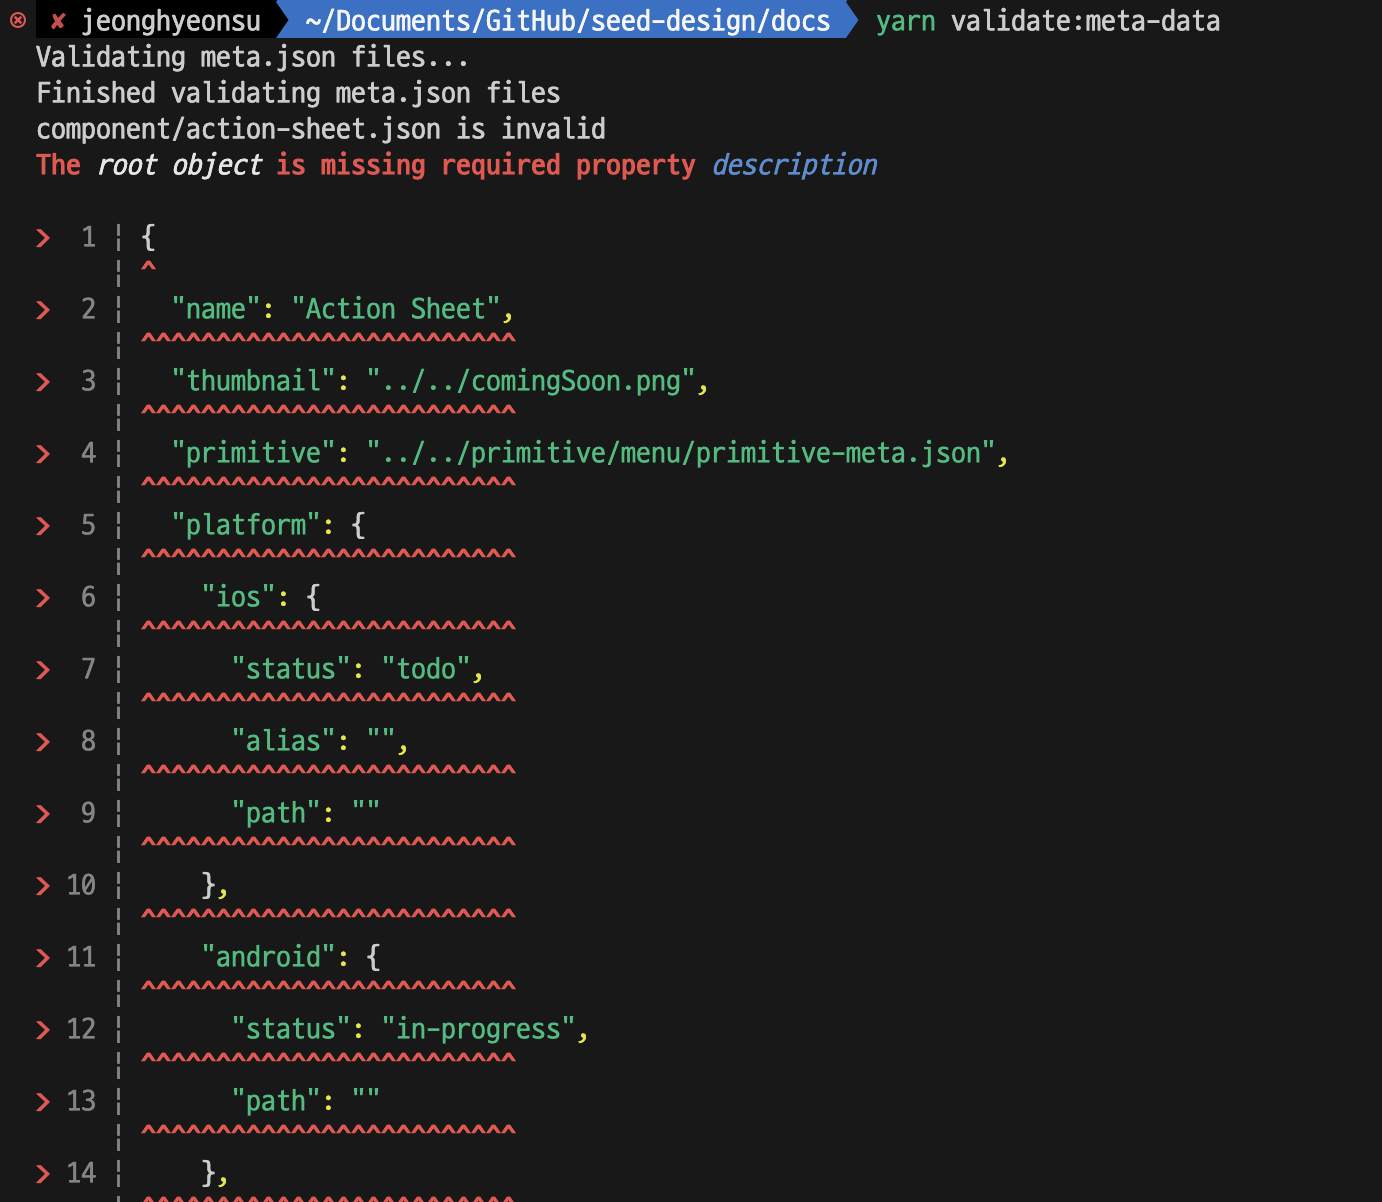 ✘ jeonghyeonsu ~/Documents/GitHub/seed-design/docs yarn validate:meta-data
Validating meta.json files...
Finished validating meta.json files
component/action-sheet.json is invalid
The root object is missing required property description
> 1 ¦ {
¦ ^
> 2 ¦ "name": "Action Sheet",
¦ ^^^^^^^^^^^^^^^^^^^^^^^^^
> 3 ¦ "thumbnail": "../../comingSoon.png",
¦ ^^^^^^^^^^^^^^^^^^^^^^^^^
> 4 ¦ "primitive": "../../primitive/menu/primitive-meta.json",
¦ ^^^^^^^^^^^^^^^^^^^^^^^^^
> 5 ¦ "platform": {
¦ ^^^^^^^^^^^^^^^^^^^^^^^^^
> 6 ¦ "ios": {
¦ ^^^^^^^^^^^^^^^^^^^^^^^^^
> 7 ¦ "status": "todo",
¦ ^^^^^^^^^^^^^^^^^^^^^^^^^
> 8 ¦ "alias": "",
¦ ^^^^^^^^^^^^^^^^^^^^^^^^^
> 9 ¦ "path": ""
¦ ^^^^^^^^^^^^^^^^^^^^^^^^^
> 10 ¦ },
¦ ^^^^^^^^^^^^^^^^^^^^^^^^^
> 11 ¦ "android": {
¦ ^^^^^^^^^^^^^^^^^^^^^^^^^
> 12 ¦ "status": "in-progress",
¦ ^^^^^^^^^^^^^^^^^^^^^^^^^
> 13 ¦ "path": ""
¦ ^^^^^^^^^^^^^^^^^^^^^^^^^
> 14 ¦ },
¦ ^^^^^^^^^^^^^^^^^^^^^^^^^